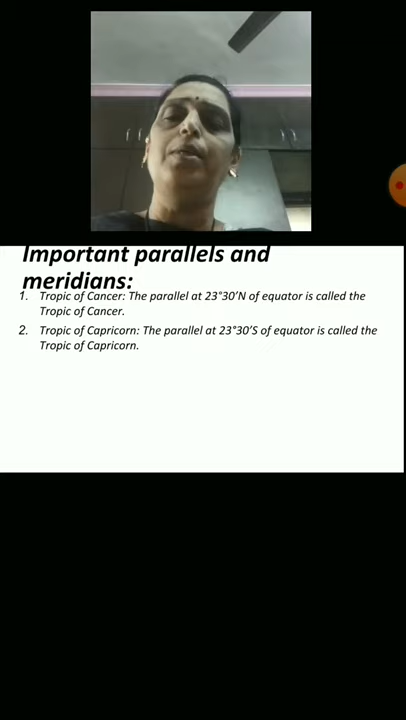 Important parallels and
meridians:
1. Tropic of Cancer: The parallel at 23°30’N of equator is called the
Tropic of Cancer.
2. Tropic of Capricorn: The parallel at 23°30’S of equator is called the
Tropic of Capricorn.